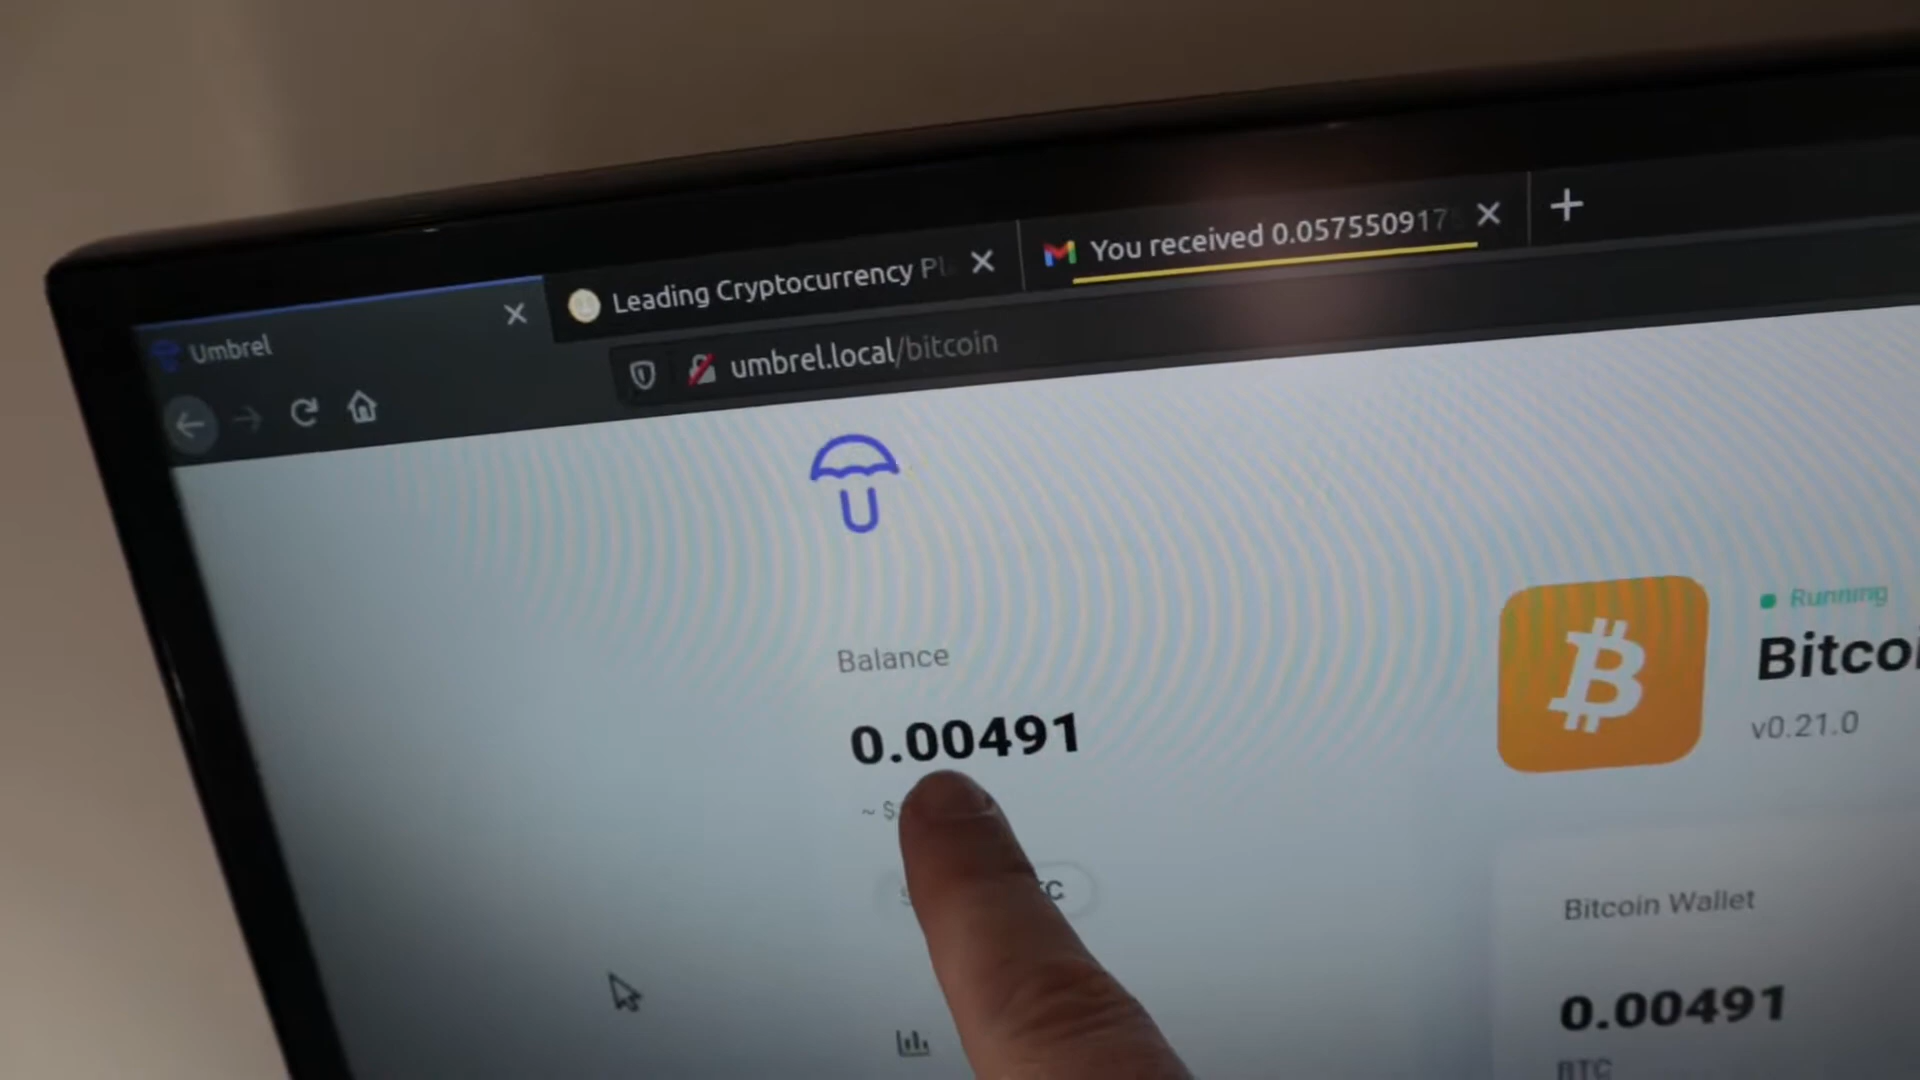 Umbrel
Leading Cryptocurrency Pl
You received 0.057550917
umbrel.local/bitcoin
Balance
0.00491
~ $
Running
Bitco
v0.21.0
Bitcoin Wallet
0.00491
BTC